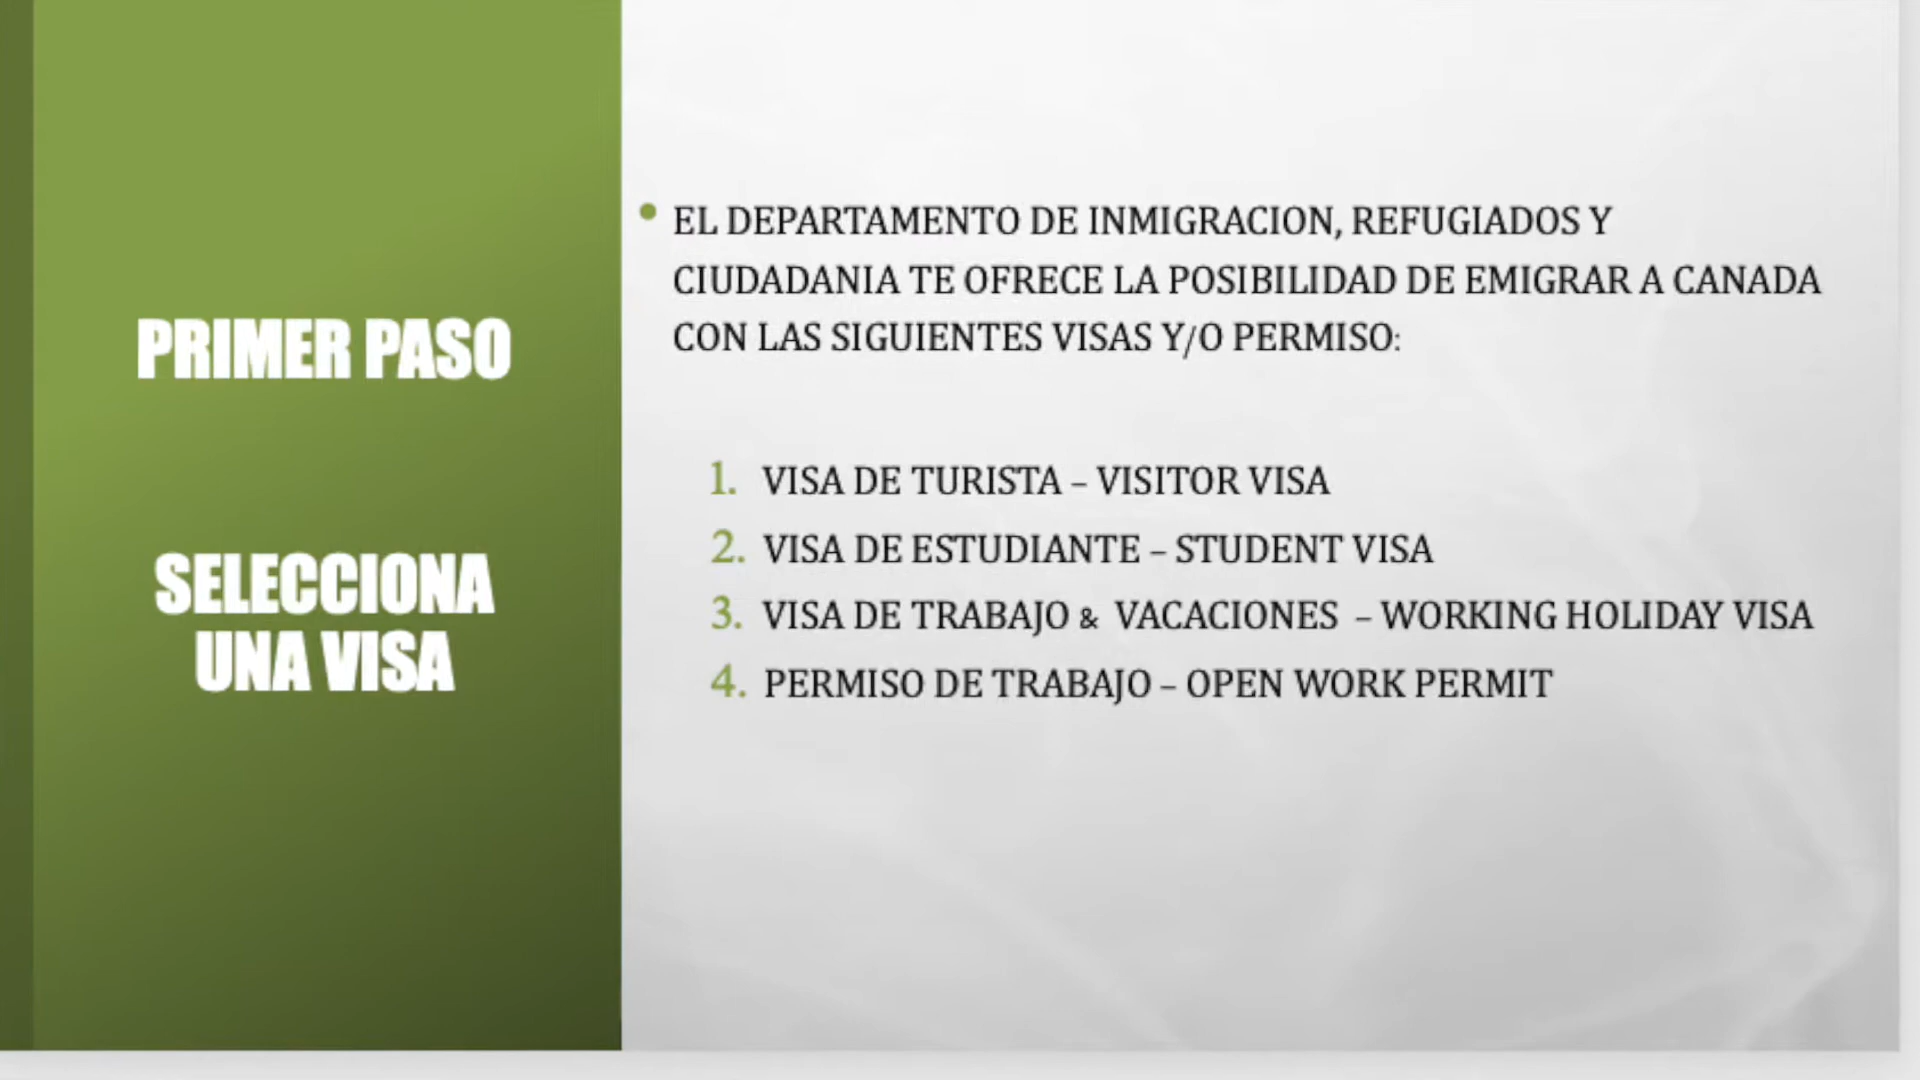 PRIMER PASO
SELECCIONA
UNA VISA
• EL DEPARTAMENTO DE INMIGRACION, REFUGIADOS Y
CIUDADANIA TE OFRECE LA POSIBILIDAD DE EMIGRAR A CANADA
CON LAS SIGUIENTES VISAS Y/O PERMISO:
1. VISA DE TURISTA – VISITOR VISA
2. VISA DE ESTUDIANTE – STUDENT VISA
3. VISA DE TRABAJO & VACACIONES – WORKING HOLIDAY VISA
4. PERMISO DE TRABAJO – OPEN WORK PERMIT